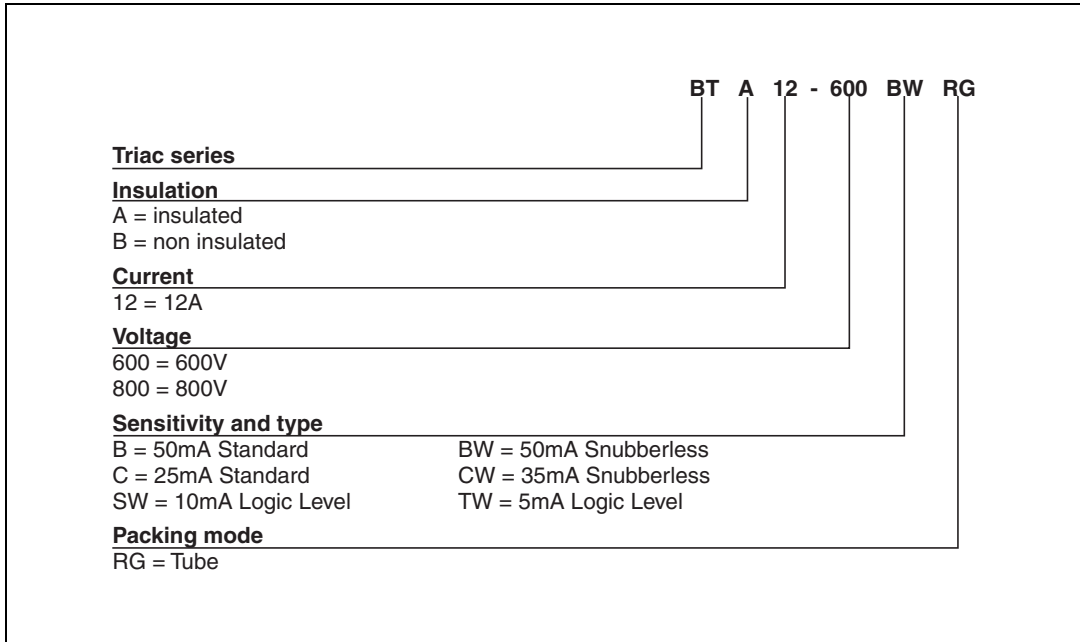 BT A 12 - 600 BW RG
Triac series
Insulation
A = insulated
B = non insulated
Current
12 = 12A
Voltage
600 = 600V
800 = 800V
Sensitivity and type
B = 50mA Standard BW = 50mA Snubberless
C = 25mA Standard CW = 35mA Snubberless
SW = 10mA Logic Level TW = 5mA Logic Level
Packing mode
RG = Tube